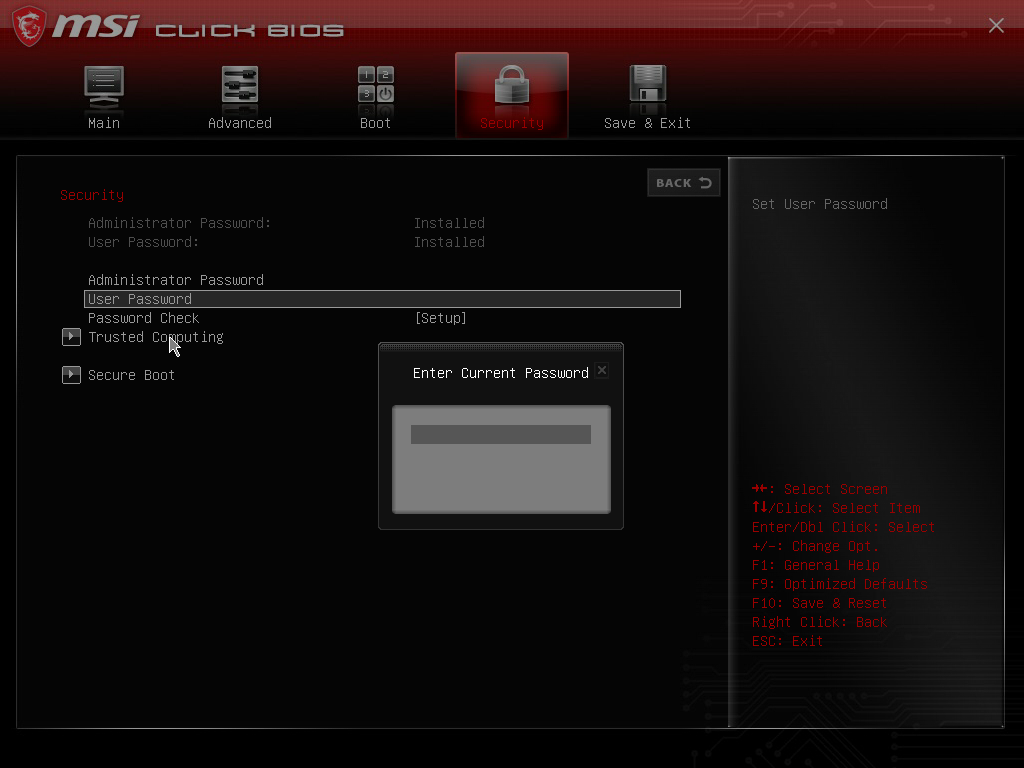 msi CLICK BIOS
Main
Advanced
Boot
Security
Save & Exit
1 2
3
BACK
Security
Administrator Password: Installed
User Password: Installed
Administrator Password
User Password
Password Check [Setup]
Trusted Computing
Secure Boot
Enter Current Password
Set User Password
→←: Select Screen
↑↓/Click: Select Item
Enter/Dbl Click: Select
+/-: Change Opt.
F1: General Help
F9: Optimized Defaults
F10: Save & Reset
Right Click: Back
ESC: Exit